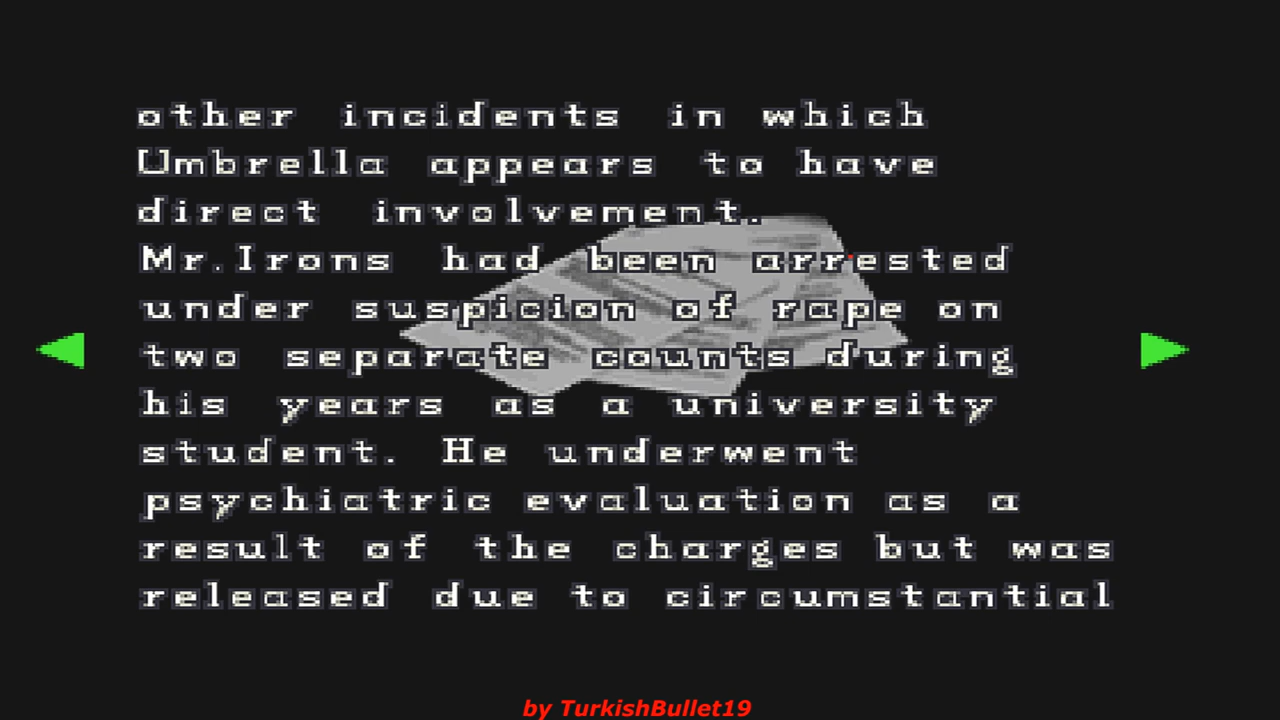 other incidents in which
Umbrella appears to have
direct involvement.
Mr.Irons had been arrested
under suspicion of rape on
two separate counts during
his years as a university
student. He underwent
psychiatric evaluation as a
result of the charges but was
released due to circumstantial
by TurkishBullet19